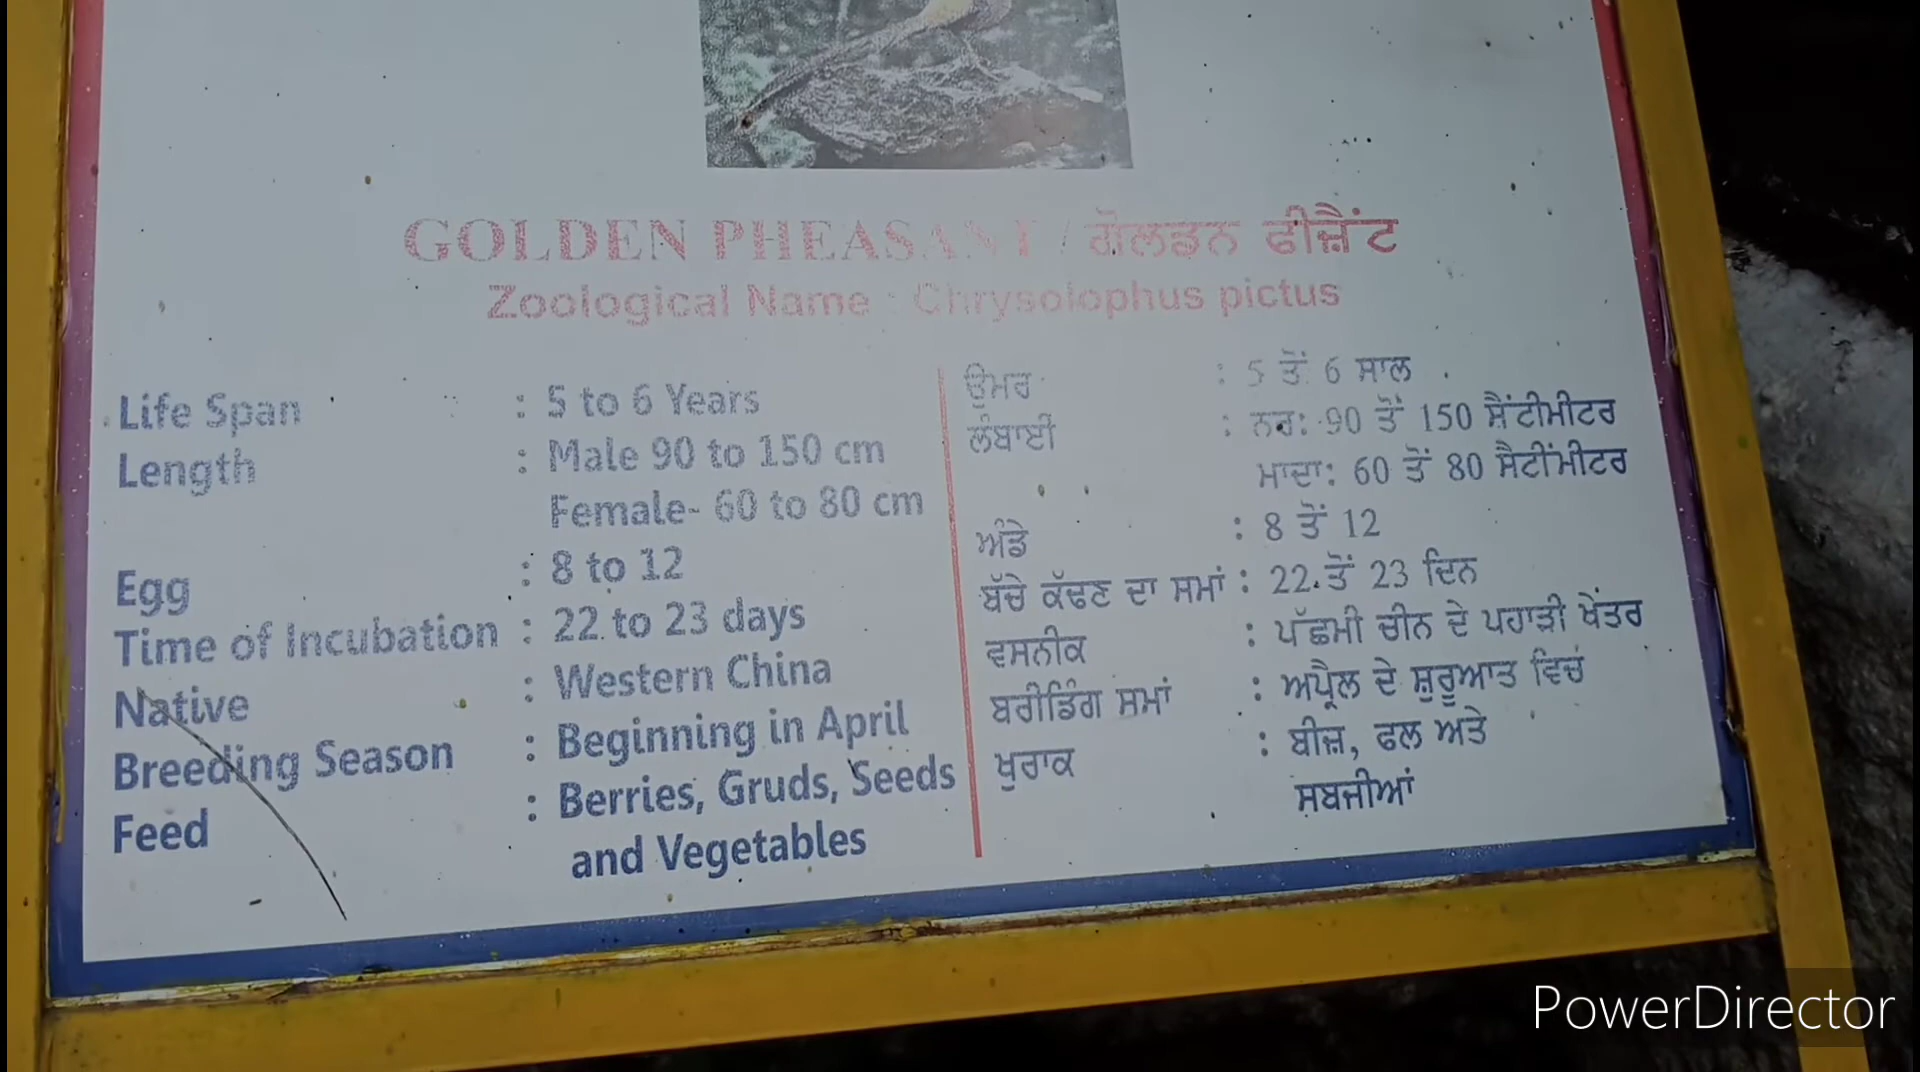 GOLDEN PHEASANT / ਗੋਲਡਨ ਫੀਜ਼ੈਂਟ
Zoological Name : Chrysolophus pictus
Life Span : 5 to 6 Years
Length : Male 90 to 150 cm
Female- 60 to 80 cm
Egg : 8 to 12
Time of Incubation : 22 to 23 days
Native : Western China
Breeding Season : Beginning in April
Feed : Berries, Gruds, Seeds
and Vegetables
ਉਮਰ : 5 ਤੋਂ 6 ਸਾਲ
ਲੰਬਾਈ : ਨਰ: 90 ਤੋਂ 150 ਸੈਂਟੀਮੀਟਰ
ਮਾਦਾ: 60 ਤੋਂ 80 ਸੈਟੀਂਮੀਟਰ
ਅੰਡੇ : 8 ਤੋਂ 12
ਬੱਚੇ ਕੱਢਣ ਦਾ ਸਮਾਂ : 22 ਤੋਂ 23 ਦਿਨ
ਵਸਨੀਕ : ਪੱਛਮੀ ਚੀਨ ਦੇ ਪਹਾੜੀ ਖੇਤਰ
ਬਰੀਡਿੰਗ ਸਮਾਂ : ਅਪ੍ਰੈਲ ਦੇ ਸ਼ੁਰੂਆਤ ਵਿਚ
ਖੁਰਾਕ : ਬੀਜ਼, ਫਲ ਅਤੇ
ਸਬਜੀਆਂ
PowerDirector